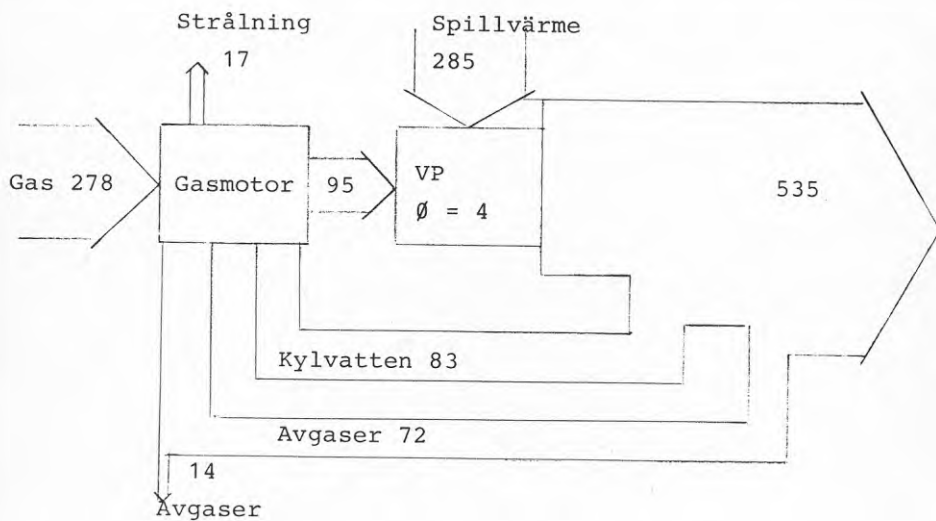 Strålning
17
Spillvärme
285
Gas 278
Gasmotor
95
VP
Ø = 4
535
Kylvatten 83
Avgaser 72
14
Avgaser